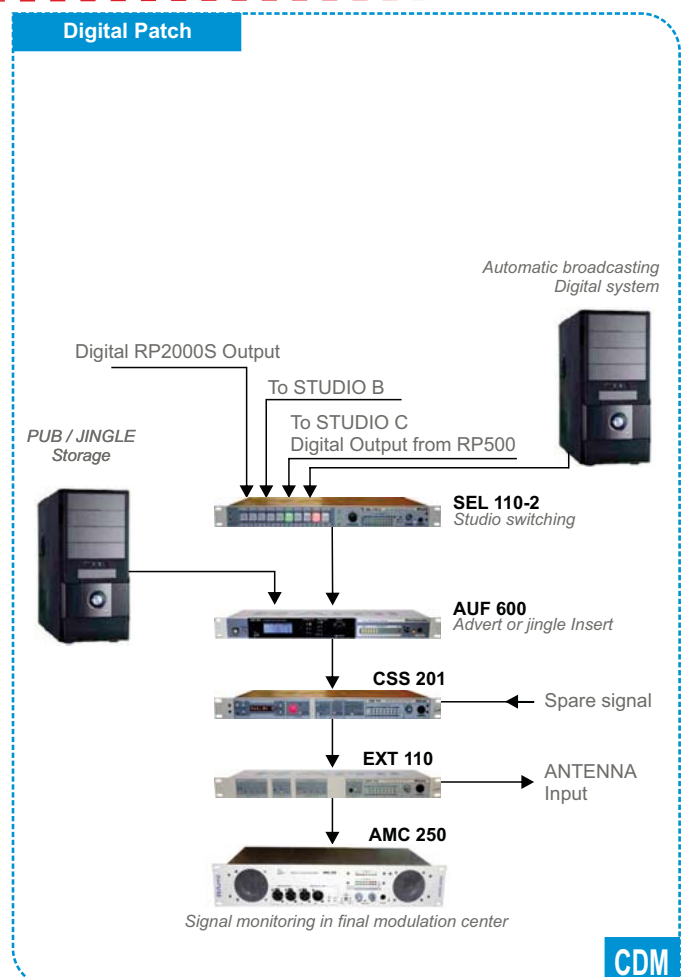 Digital Patch
Automatic broadcasting
Digital system
Digital RP2000S Output
To STUDIO B
To STUDIO C
Digital Output from RP500
PUB / JINGLE
Storage
SEL 110-2
Studio switching
AUF 600
Advert or jingle Insert
CSS 201
Spare signal
EXT 110
ANTENNA
Input
AMC 250
Signal monitoring in final modulation center
CDM